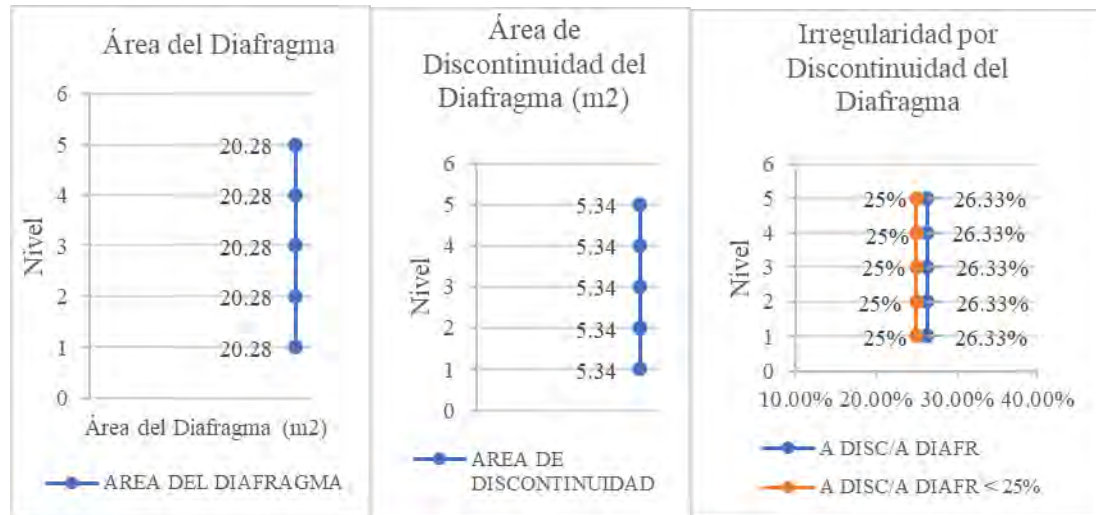 Área del Diafragma
6
5
4
3
2
1
0
Nivel
20.28
20.28
20.28
20.28
20.28
Área del Diafragma (m2)
AREA DEL DIAFRAGMA
Área de
Discontinuidad del
Diafragma (m2)
6
5
4
3
2
1
0
Nivel
5.34
5.34
5.34
5.34
5.34
AREA DE
DISCONTINUIDAD
Irregularidad por
Discontinuidad del
Diafragma
6
5
4
3
2
1
0
Nivel
25% 26.33%
25% 26.33%
25% 26.33%
25% 26.33%
25% 26.33%
10.00% 20.00% 30.00% 40.00%
A DISC/A DIAFR
A DISC/A DIAFR < 25%